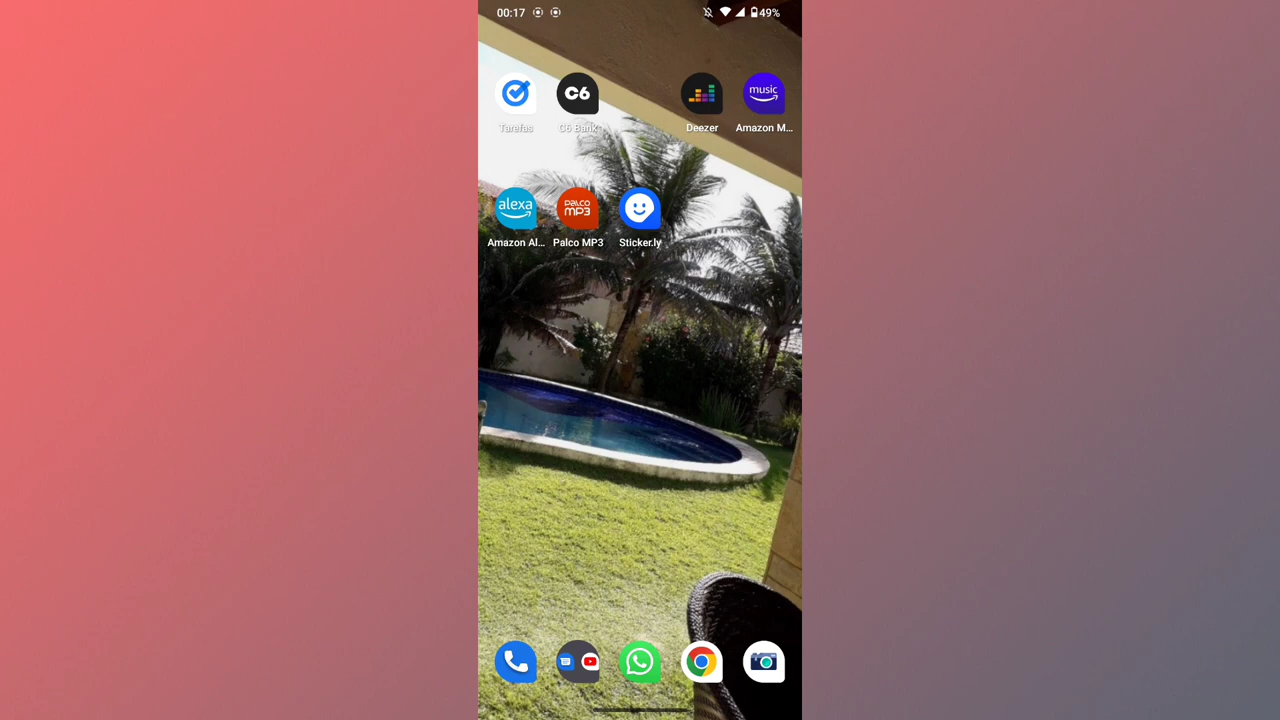 00:17
49%
C6
music
Tarefas
C6 Bank
Deezer
Amazon M...
alexa
PALCO
MP3
Amazon Al...
Palco MP3
Sticker.ly